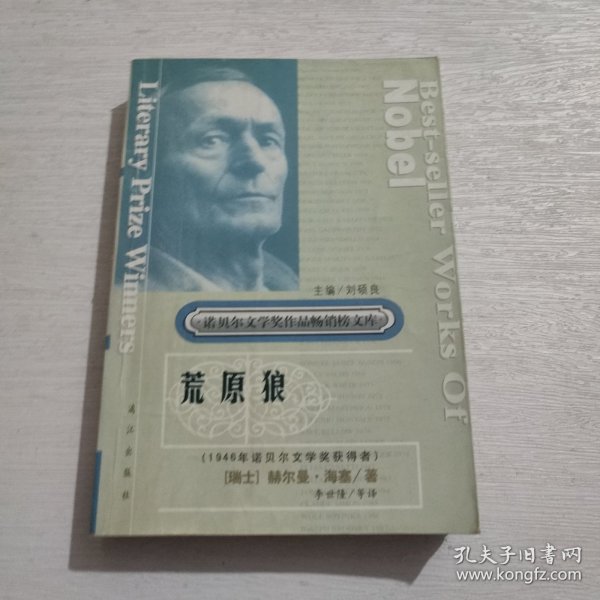 Best-seller Works Of
Nobel
Literary Prize Winners
主编/刘硕良
·诺贝尔文学奖作品畅销榜文库·
荒原狼
(1946年诺贝尔文学奖获得者)
[瑞士] 赫尔曼·海塞/著
李世隆/等译
漓江出版社
孔夫子旧书网
www.kongfz.com